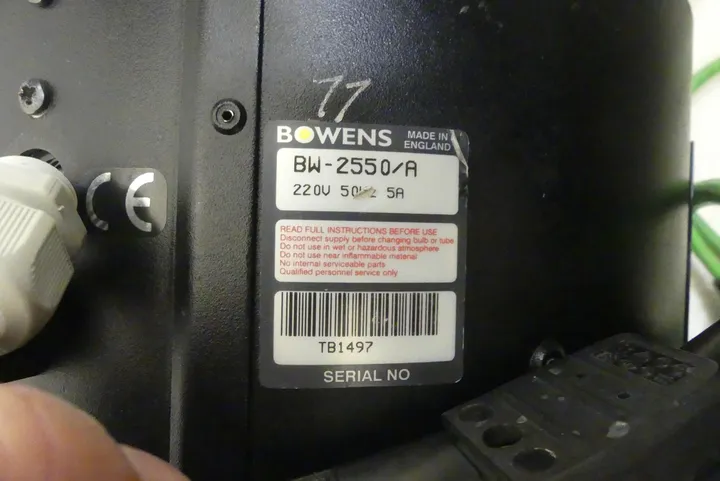 77
BOWENS
MADE IN
ENGLAND
BW-2550/A
220V 50Hz 5A
READ FULL INSTRUCTIONS BEFORE USE
Disconnect supply before changing bulb or tube
Do not use in wet or hazardous atmosphere
Do not use near inflammable material
No internal serviceable parts
Qualified personnel service only
TB1497
SERIAL NO
CE